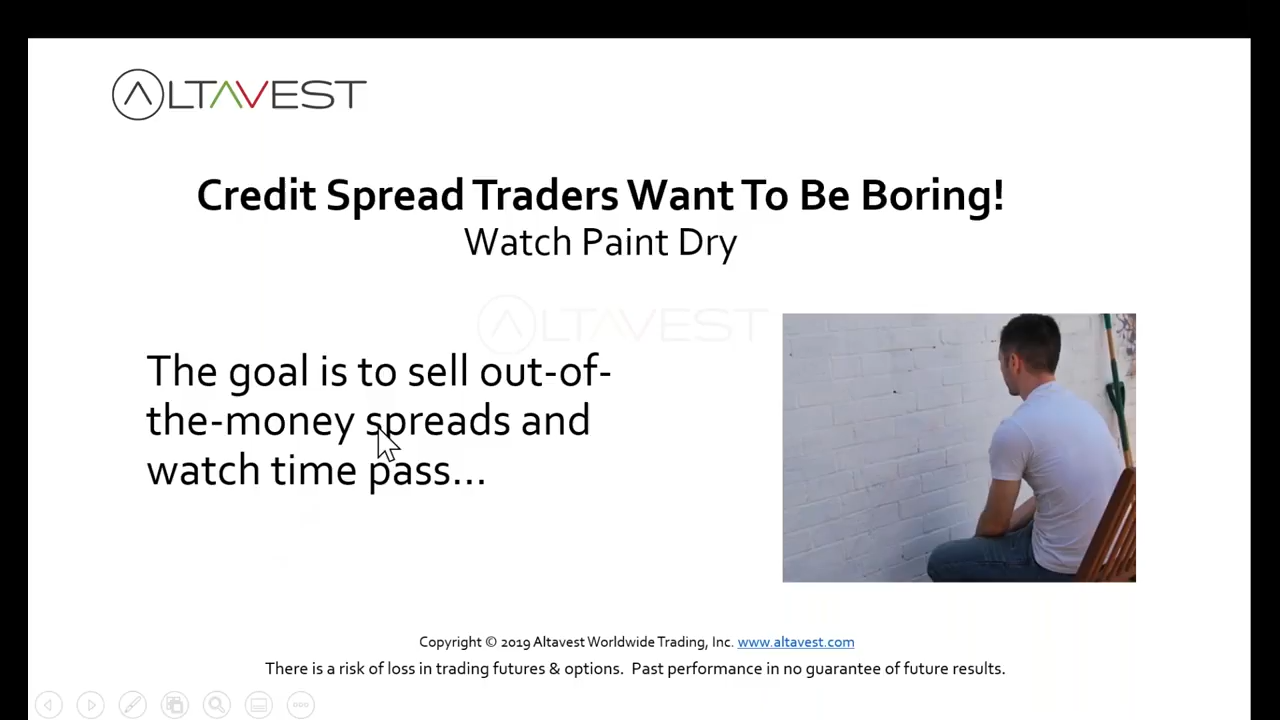 ALTAVEST
Credit Spread Traders Want To Be Boring!
Watch Paint Dry
ALTAVEST
The goal is to sell out-of-
the-money spreads and
watch time pass...
Copyright © 2019 Altavest Worldwide Trading, Inc. www.altavest.com
There is a risk of loss in trading futures & options. Past performance in no guarantee of future results.